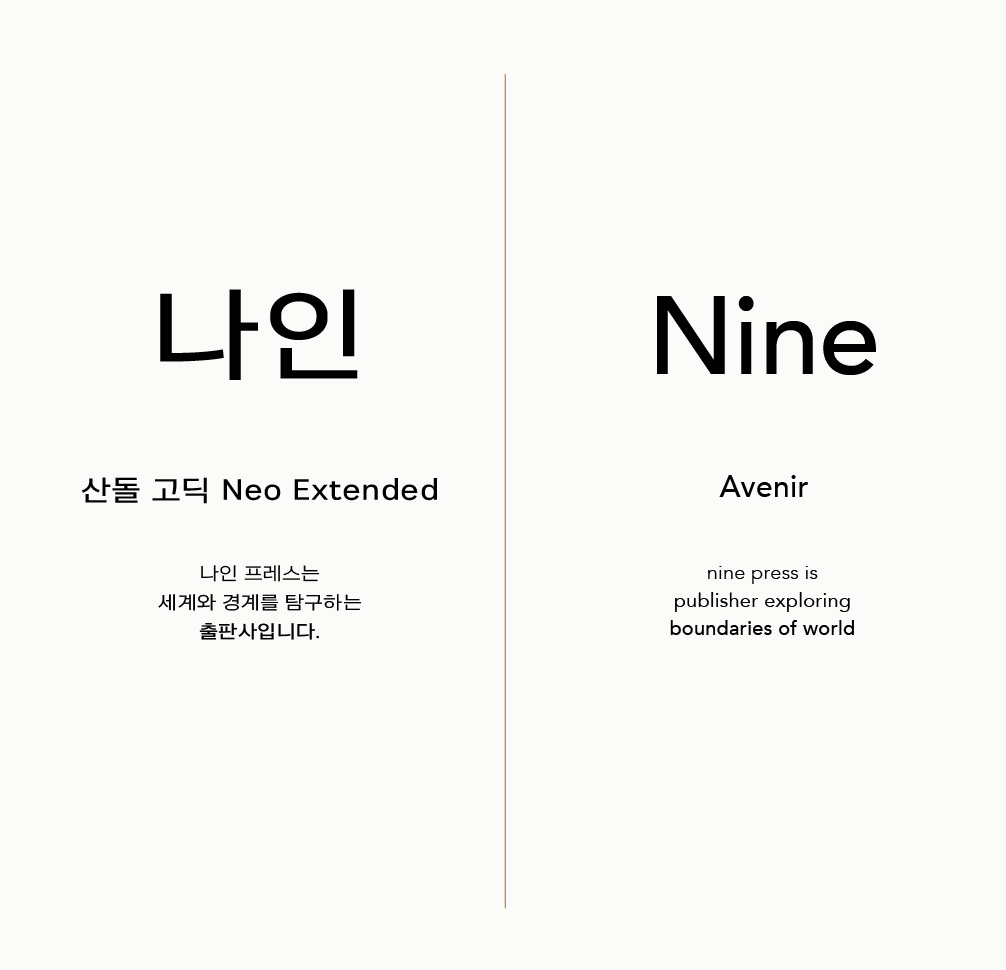 나인
산돌 고딕 Neo Extended
나인 프레스는
세계와 경계를 탐구하는
출판사입니다.
Nine
Avenir
nine press is
publisher exploring
boundaries of world